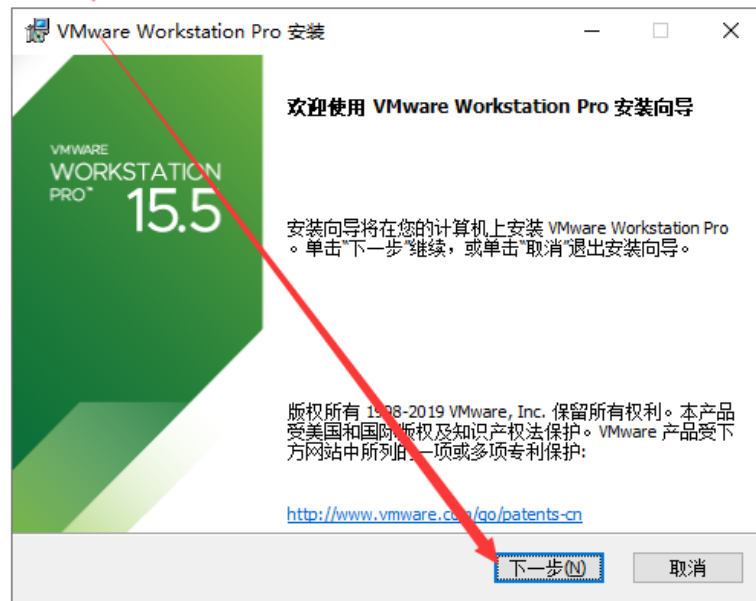 VMware Workstation Pro 安装
欢迎使用 VMware Workstation Pro 安装向导
VMWARE
WORKSTATION
PRO™
15.5
安装向导将在您的计算机上安装 VMware Workstation Pro
。单击"下一步"继续，或单击"取消"退出安装向导。
版权所有 1998-2019 VMware, Inc. 保留所有权利。本产品
受美国和国际版权及知识产权法保护。VMware 产品受下
方网站中所列的一项或多项专利保护:
http://www.vmware.com/go/patents-cn
下一步(N)
取消